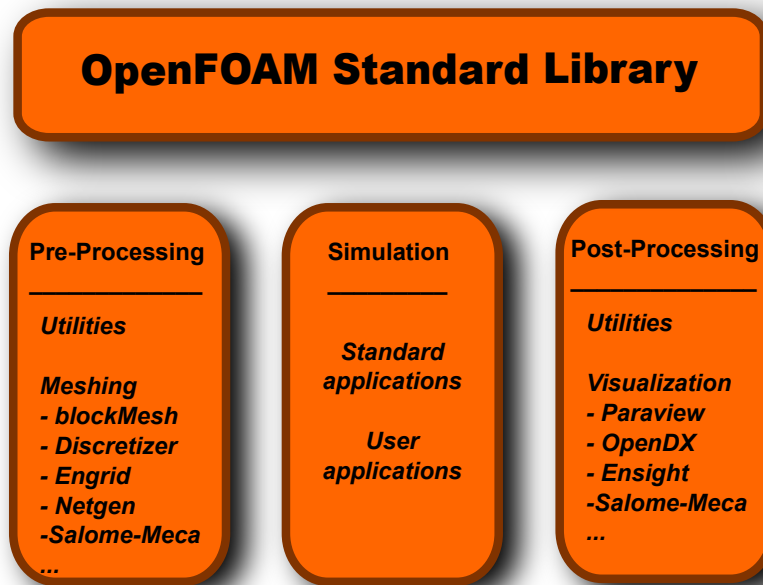 OpenFOAM Standard Library
Pre-Processing
Utilities
Meshing
- blockMesh
- Discretizer
- Engrid
- Netgen
-Salome-Meca
...
Simulation
Standard
applications
User
applications
Post-Processing
Utilities
Visualization
- Paraview
- OpenDX
- Ensight
-Salome-Meca
...